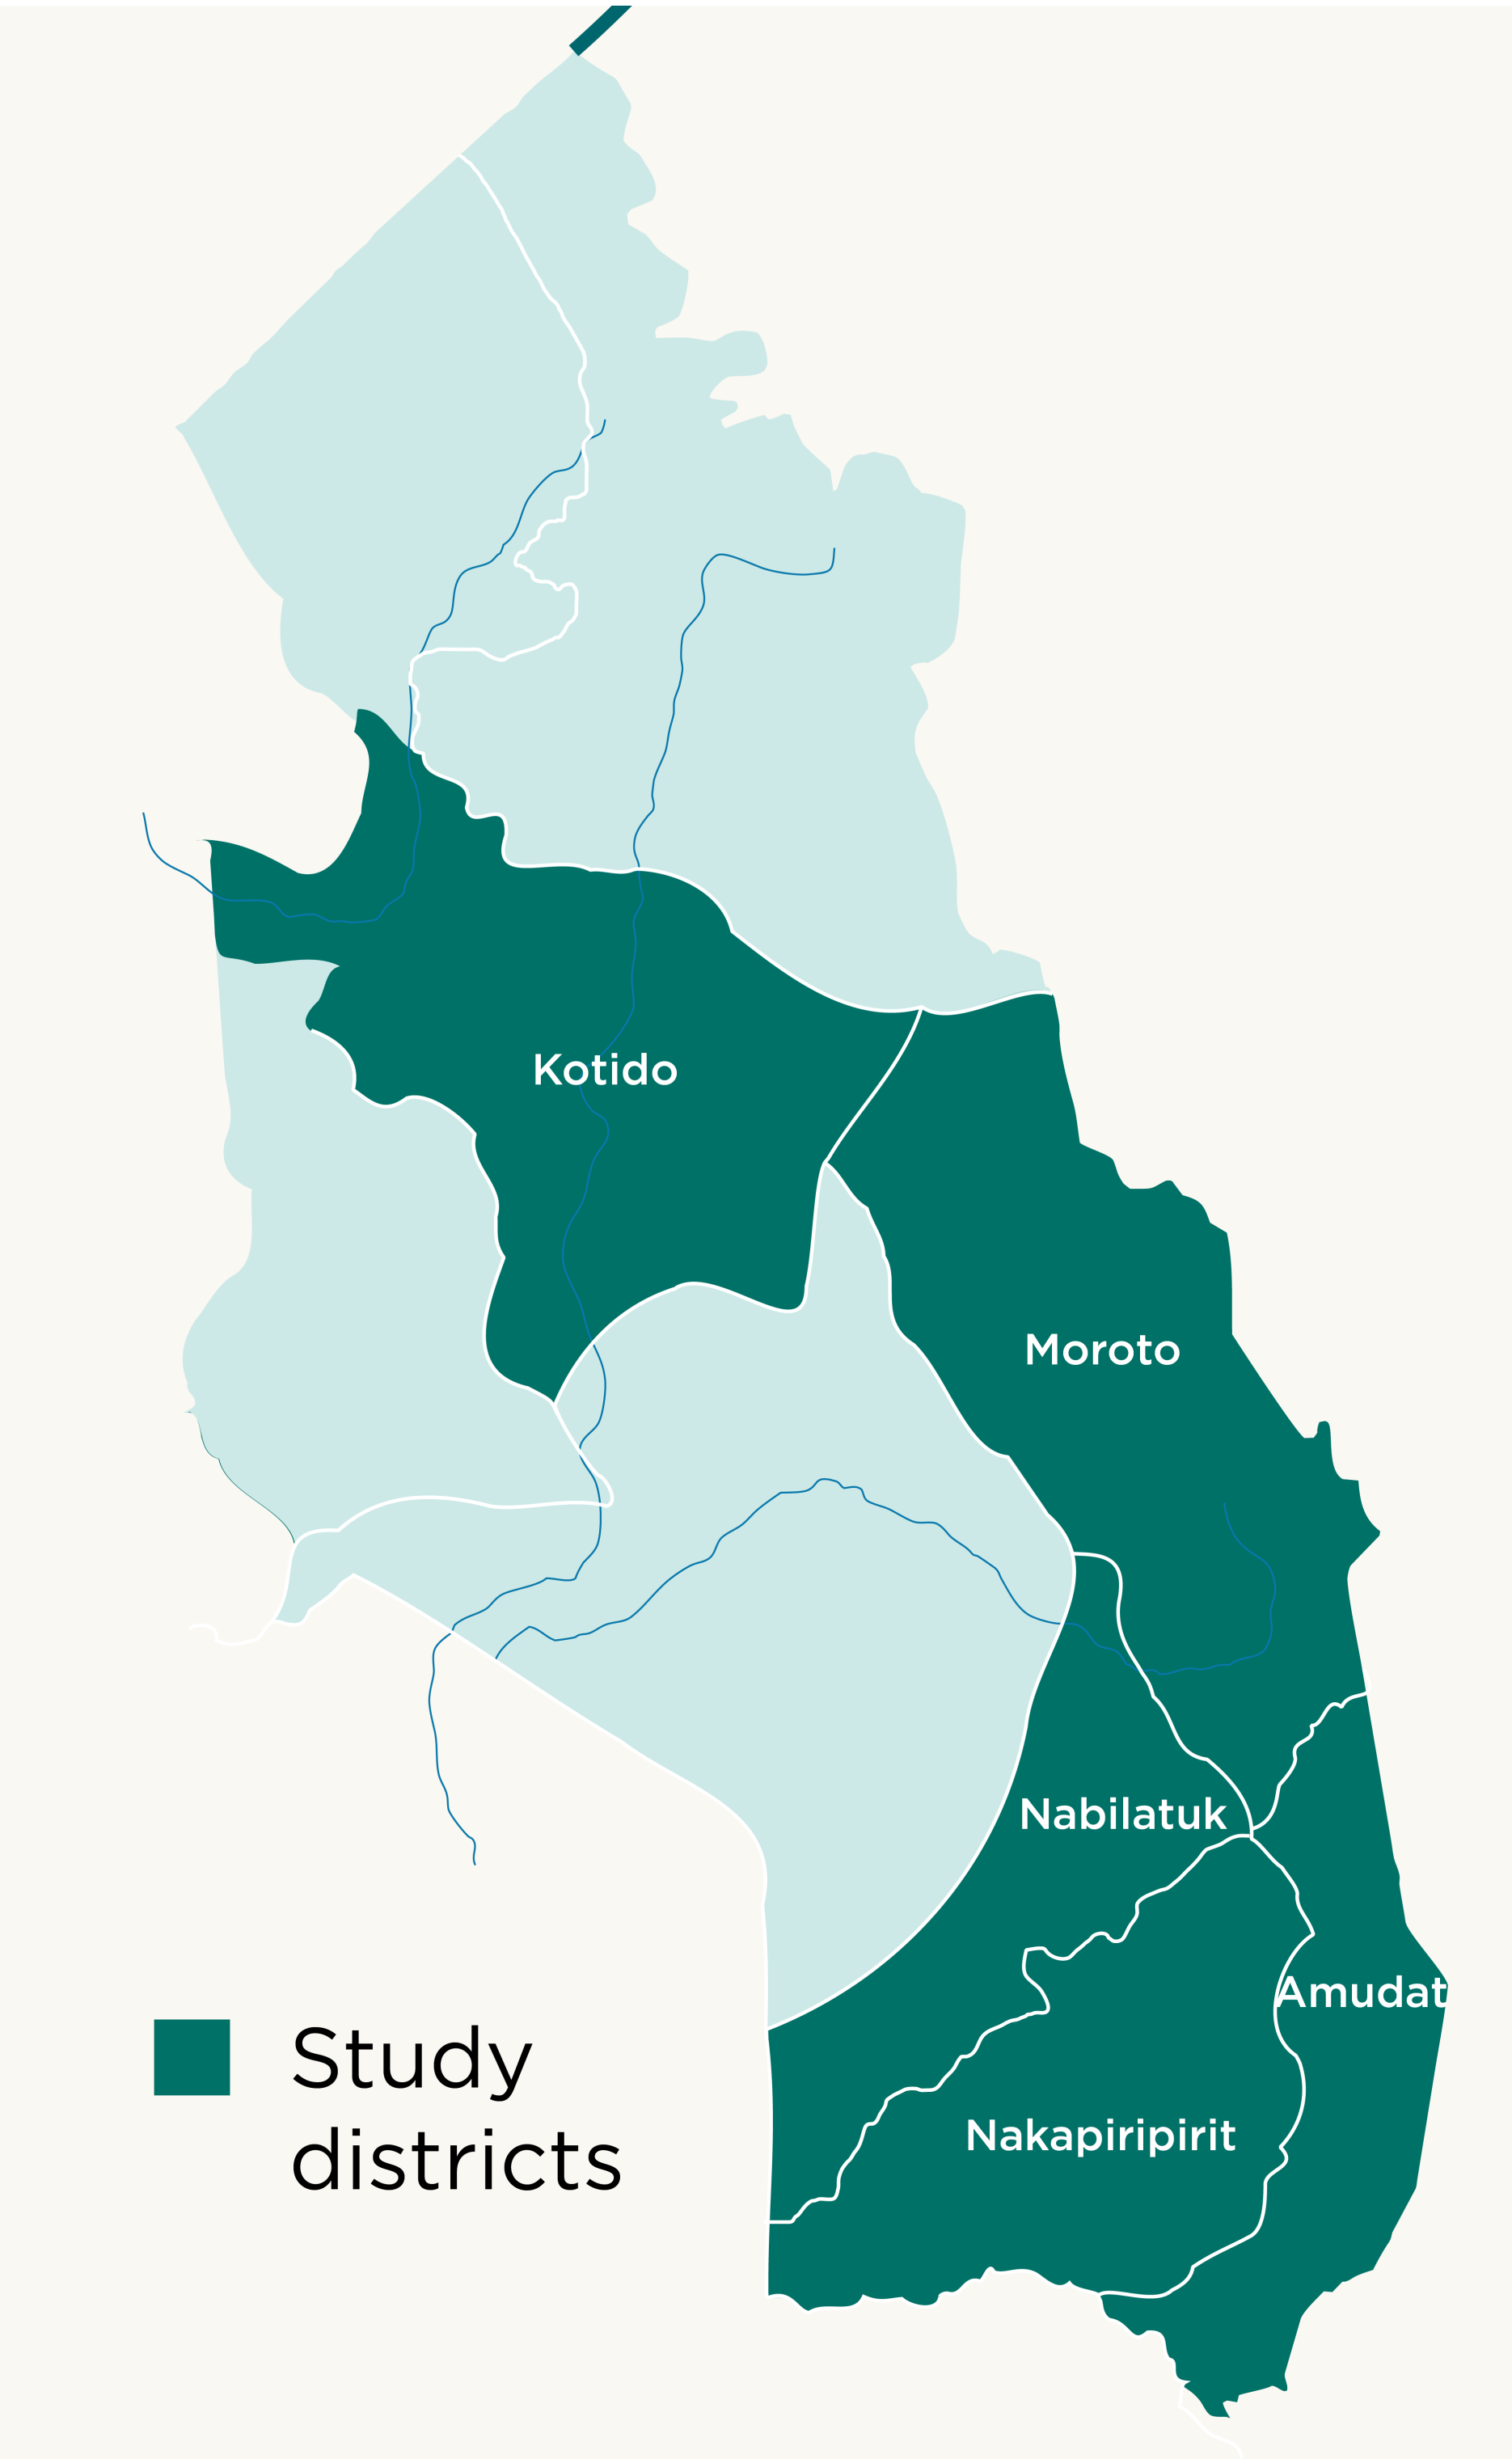 Kotido
Moroto
Nabilatuk
Amudat
Nakapiripirit
Study
districts